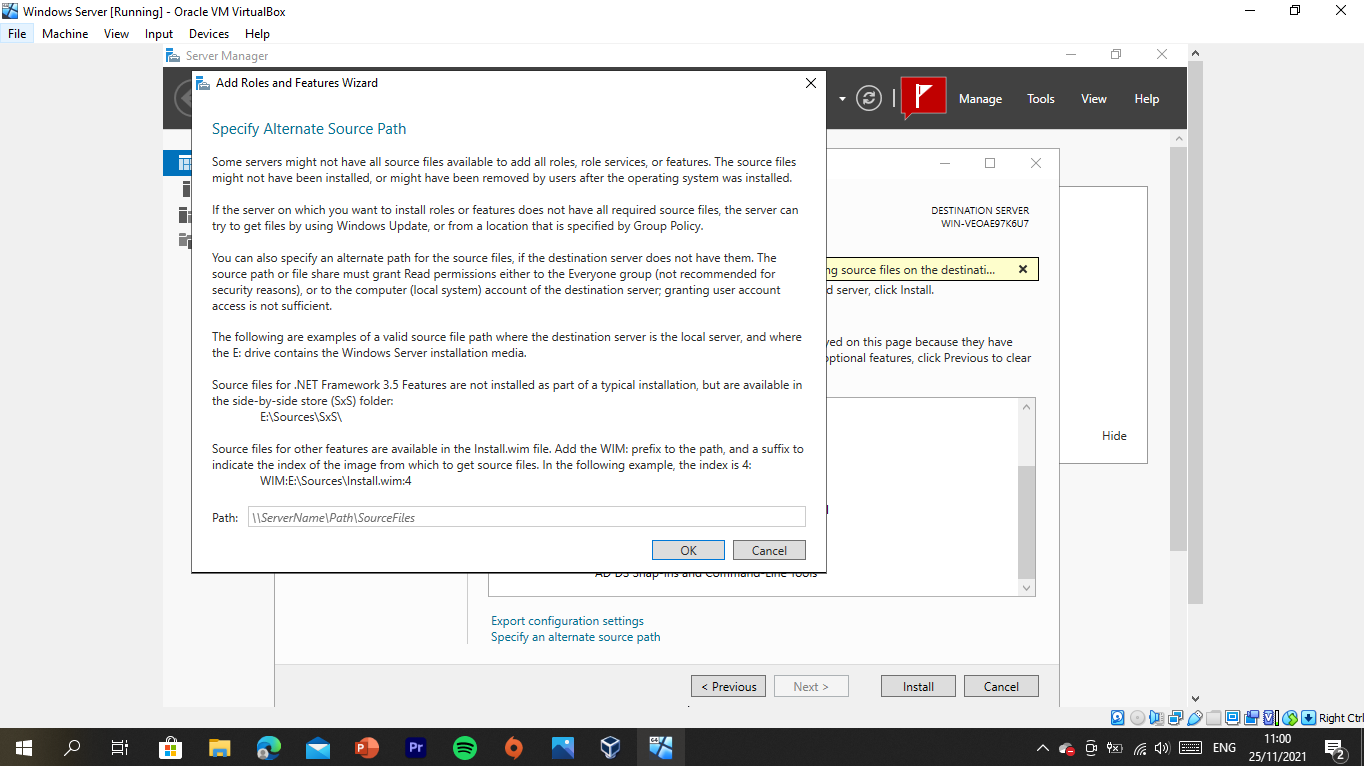 Windows Server [Running] - Oracle VM VirtualBox
File Machine View Input Devices Help
Server Manager
Manage Tools View Help
Add Roles and Features Wizard
Specify Alternate Source Path
Some servers might not have all source files available to add all roles, role services, or features. The source files
might not have been installed, or might have been removed by users after the operating system was installed.
If the server on which you want to install roles or features does not have all required source files, the server can
try to get files by using Windows Update, or from a location that is specified by Group Policy.
You can also specify an alternate path for the source files, if the destination server does not have them. The
source path or file share must grant Read permissions either to the Everyone group (not recommended for
security reasons), or to the computer (local system) account of the destination server; granting user account
access is not sufficient.
The following are examples of a valid source file path where the destination server is the local server, and where
the E: drive contains the Windows Server installation media.
Source files for .NET Framework 3.5 Features are not installed as part of a typical installation, but are available in
the side-by-side store (SxS) folder:
E:\Sources\SxS\
Source files for other features are available in the Install.wim file. Add the WIM: prefix to the path, and a suffix to
indicate the index of the image from which to get source files. In the following example, the index is 4:
WIM:E:\Sources\Install.wim:4
Path: \\ServerName\Path\SourceFiles
OK Cancel
DESTINATION SERVER
WIN-VEOAE97K6U7
ng source files on the destinati...
d server, click Install.
yed on this page because they have
optional features, click Previous to clear
Hide
AD DS Snap-Ins and Command-Line Tools
Export configuration settings
Specify an alternate source path
< Previous Next > Install Cancel
Right Ctrl
Pr
ENG
11:00
25/11/2021
2